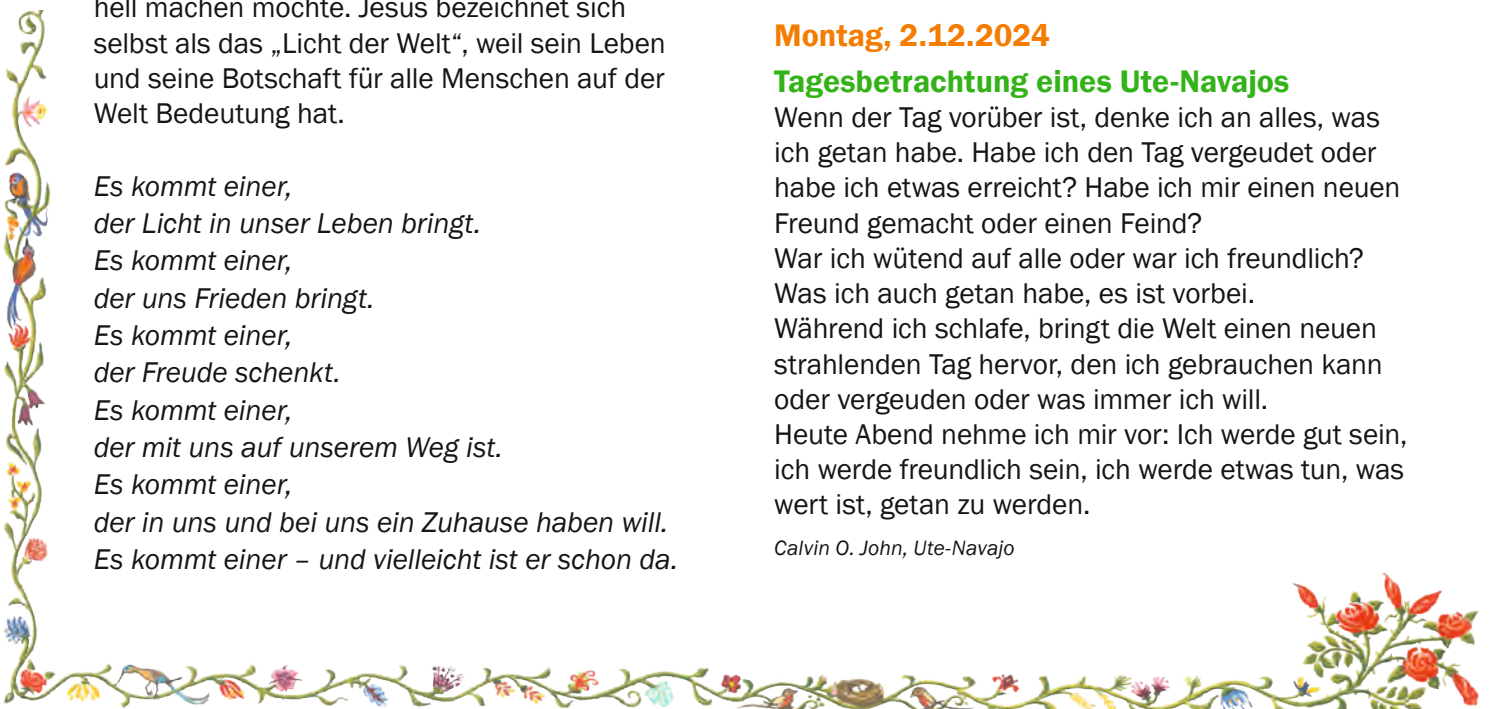 hell machen möchte. Jesus bezeichnet sich
selbst als das „Licht der Welt“, weil sein Leben
und seine Botschaft für alle Menschen auf der
Welt Bedeutung hat.
Es kommt einer,
der Licht in unser Leben bringt.
Es kommt einer,
der uns Frieden bringt.
Es kommt einer,
der Freude schenkt.
Es kommt einer,
der mit uns auf unserem Weg ist.
Es kommt einer,
der in uns und bei uns ein Zuhause haben will.
Es kommt einer – und vielleicht ist er schon da.
Montag, 2.12.2024
Tagesbetrachtung eines Ute-Navajos
Wenn der Tag vorüber ist, denke ich an alles, was
ich getan habe. Habe ich den Tag vergeudet oder
habe ich etwas erreicht? Habe ich mir einen neuen
Freund gemacht oder einen Feind?
War ich wütend auf alle oder war ich freundlich?
Was ich auch getan habe, es ist vorbei.
Während ich schlafe, bringt die Welt einen neuen
strahlenden Tag hervor, den ich gebrauchen kann
oder vergeuden oder was immer ich will.
Heute Abend nehme ich mir vor: Ich werde gut sein,
ich werde freundlich sein, ich werde etwas tun, was
wert ist, getan zu werden.
Calvin O. John, Ute-Navajo